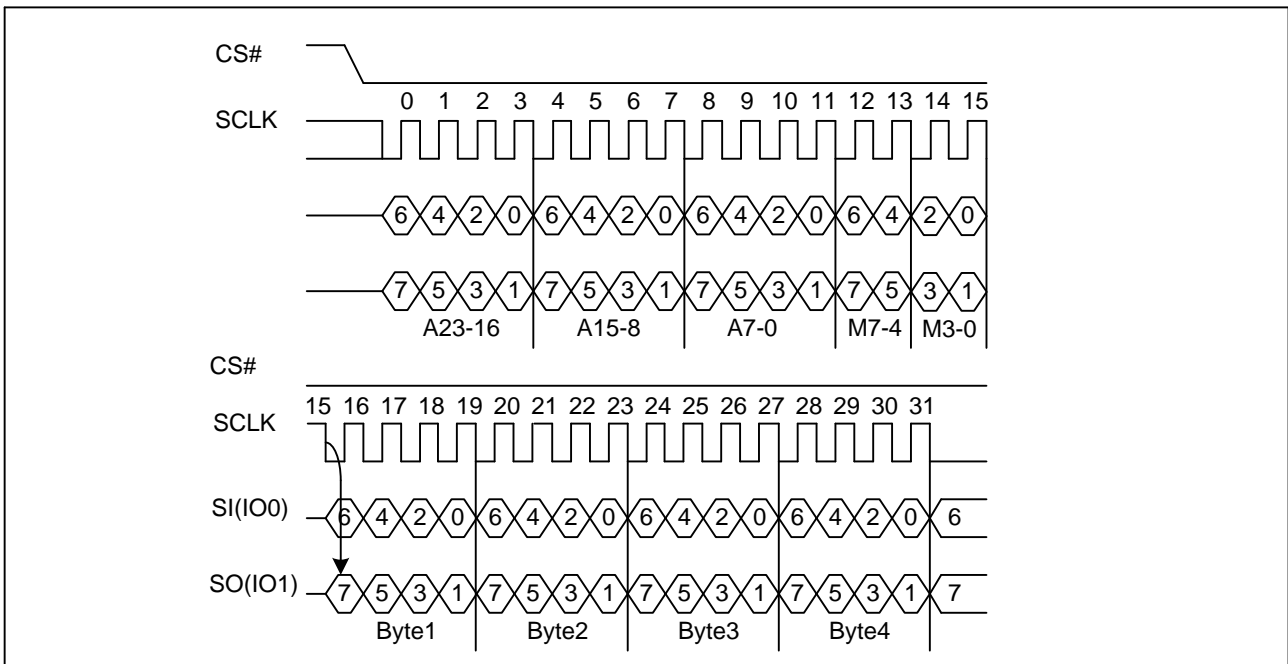 CS#
0 1 2 3 4 5 6 7 8 9 10 11 12 13 14 15
SCLK
6 4 2 0 6 4 2 0 6 4 2 0 6 4 2 0
7 5 3 1 7 5 3 1 7 5 3 1 7 5 3 1
A23-16 A15-8 A7-0 M7-4 M3-0
CS#
15 16 17 18 19 20 21 22 23 24 25 26 27 28 29 30 31
SCLK
SI(IO0) 6 4 2 0 6 4 2 0 6 4 2 0 6 4 2 0 6
SO(IO1) 7 5 3 1 7 5 3 1 7 5 3 1 7 5 3 1 7
Byte1 Byte2 Byte3 Byte4